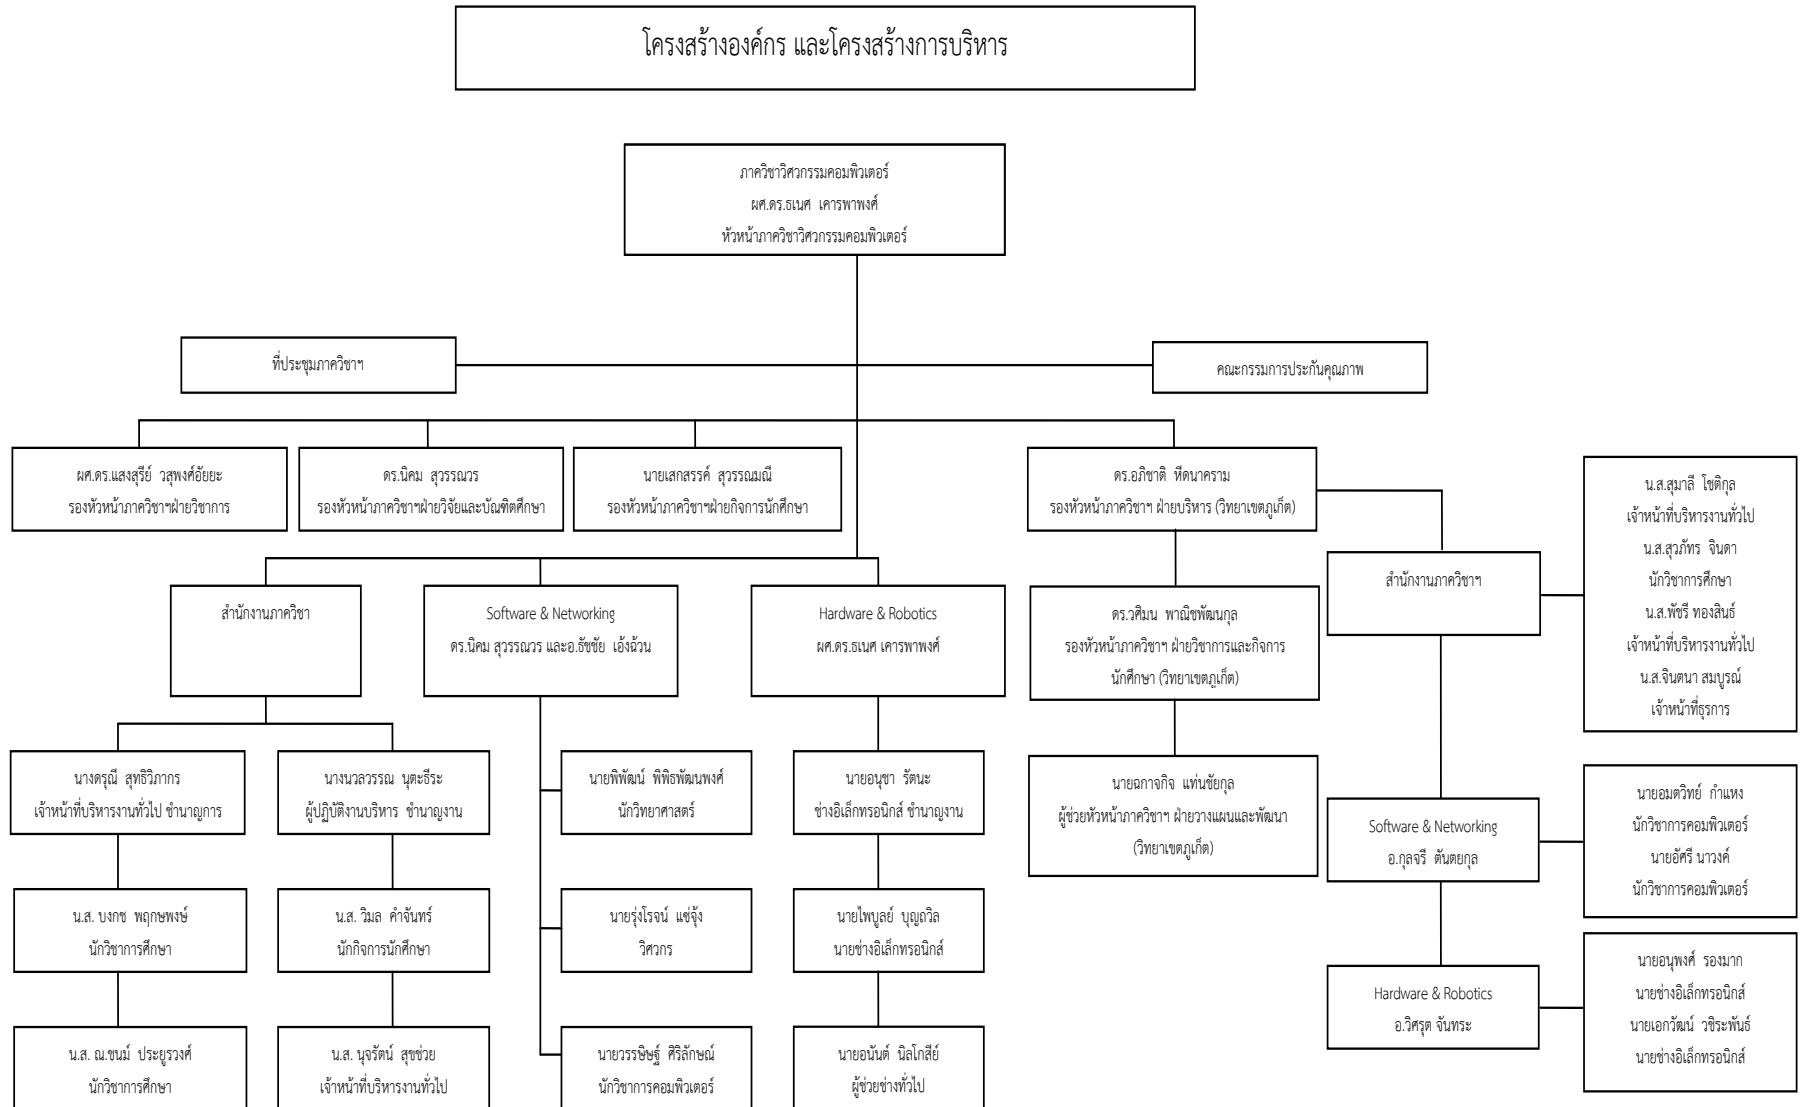 โครงสร้างองค์กร และโครงสร้างการบริหาร
ภาควิชาวิศวกรรมคอมพิวเตอร์
ผศ.ดร.ธเนศ เคารพาพงศ์
หัวหน้าภาควิชาวิศวกรรมคอมพิวเตอร์
ที่ประชุมภาควิชาฯ
คณะกรรมการประกันคุณภาพ
ผศ.ดร.แสงสุรีย์ วสุพงศ์อัยยะ
รองหัวหน้าภาควิชาฯฝ่ายวิชาการ
ดร.นิคม สุวรรณวร
รองหัวหน้าภาควิชาฯฝ่ายวิจัยและบัณฑิตศึกษา
นายเสกสรรค์ สุวรรณมณี
รองหัวหน้าภาควิชาฯฝ่ายกิจการนักศึกษา
ดร.อภิชาติ หีดนาคราม
รองหัวหน้าภาควิชาฯ ฝ่ายบริหาร (วิทยาเขตภูเก็ต)
สำนักงานภาควิชา
Software & Networking
ดร.นิคม สุวรรณวร และอ.ธัชชัย เอ้งฉ้วน
Hardware & Robotics
ผศ.ดร.ธเนศ เคารพาพงศ์
ดร.วศิมน พาณิชพัฒนกุล
รองหัวหน้าภาควิชาฯ ฝ่ายวิชาการและกิจการ
นักศึกษา (วิทยาเขตภูเก็ต)
สำนักงานภาควิชาฯ
น.ส.สุมาลี โชติกุล
เจ้าหน้าที่บริหารงานทั่วไป
น.ส.สุวภัทร จินดา
นักวิชาการศึกษา
น.ส.พัชรี ทองสินธ์
เจ้าหน้าที่บริหารงานทั่วไป
น.ส.จินตนา สมบูรณ์
เจ้าหน้าที่ธุรการ
นางดรุณี สุทธิวิภากร
เจ้าหน้าที่บริหารงานทั่วไป ชำนาญการ
นางนวลวรรณ นุตะธีระ
ผู้ปฏิบัติงานบริหาร ชำนาญงาน
นายพิพัฒน์ พิพิธพัฒนพงศ์
นักวิทยาศาสตร์
นายอนุชา รัตนะ
ช่างอิเล็กทรอนิกส์ ชำนาญงาน
นายฉกาจกิจ แท่นชัยกุล
ผู้ช่วยหัวหน้าภาควิชาฯ ฝ่ายวางแผนและพัฒนา
(วิทยาเขตภูเก็ต)
Software & Networking
อ.กุลจรี ตันตยกุล
นายอมตวิทย์ กำแหง
นักวิชาการคอมพิวเตอร์
นายอัศรี นาวงค์
นักวิชาการคอมพิวเตอร์
น.ส. บงกช พฤกษพงษ์
นักวิชาการศึกษา
น.ส. วิมล คำจันทร์
นักกิจการนักศึกษา
นายรุ่งโรจน์ แซ่จุ้ง
วิศวกร
นายไพบูลย์ บุญถวิล
นายช่างอิเล็กทรอนิกส์
Hardware & Robotics
อ.วิศรุต จันทระ
นายอนุพงศ์ รองมาก
นายช่างอิเล็กทรอนิกส์
นายเอกวัฒน์ วชิระพันธ์
นายช่างอิเล็กทรอนิกส์
น.ส. ณ.ชนม์ ประยูรวงศ์
นักวิชาการศึกษา
น.ส. นุจรัตน์ สุขช่วย
เจ้าหน้าที่บริหารงานทั่วไป
นายวรรษิษฐ์ ศิริลักษณ์
นักวิชาการคอมพิวเตอร์
นายอนันต์ นิลโกสีย์
ผู้ช่วยช่างทั่วไป